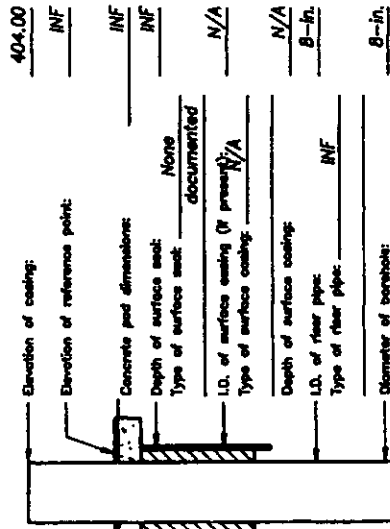 Elevation of casing: 404.00
Elevation of reference point: INF
Concrete pad dimensions: INF
Depth of surface seal: INF
Type of surface seal: None
documented
I.D. of surface casing (if present): N/A
Type of surface casing: N/A
Depth of surface casing: N/A
I.D. of riser pipe: 8-in.
Type of riser pipe: INF
Diameter of borehole: 8-in.